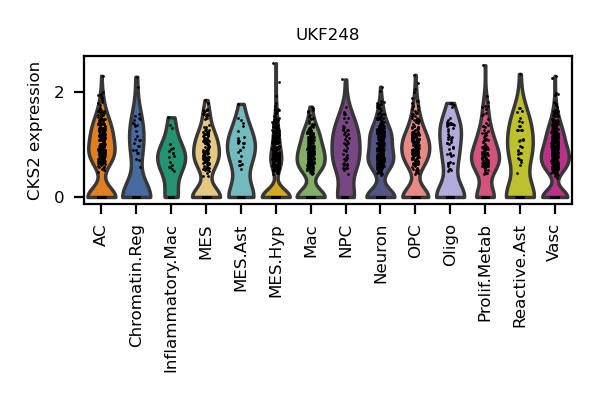 UKF248
CKS2 expression
2
0
AC
Chromatin.Reg
Inflammatory.Mac
MES
MES.Ast
MES.Hyp
Mac
NPC
Neuron
OPC
Oligo
Prolif.Metab
Reactive.Ast
Vasc